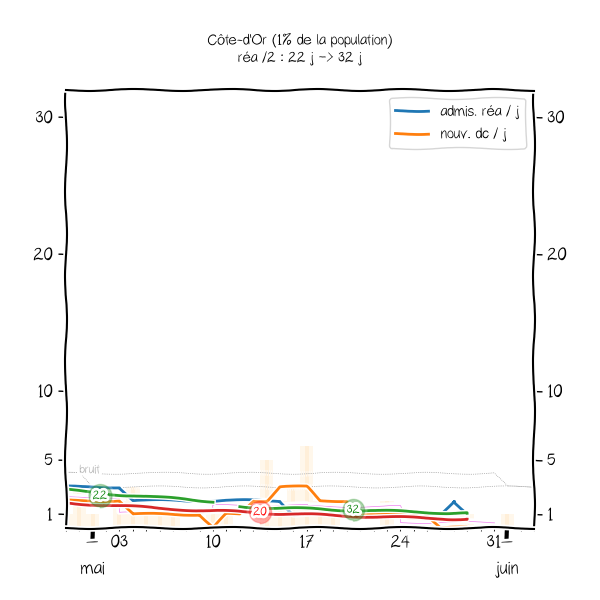 Côte-d'Or (1% de la population)
réa /2 : 22 j -> 32 j
admis. réa / j
nouv. dc / j
30
30
20
20
10
10
bruit
5
5
22
20
32
1
1
03
10
17
24
31
mai
juin